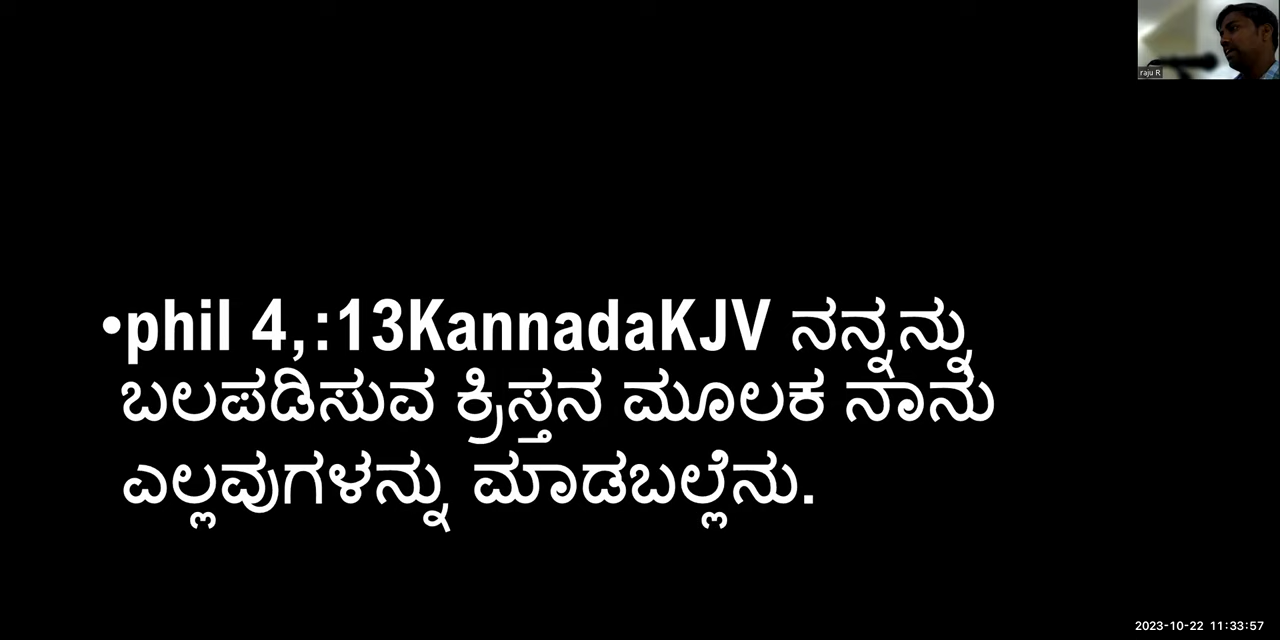 raju R
•phil 4,:13KannadaKJV ನನ್ನನ್ನು
ಬಲಪಡಿಸುವ ಕ್ರಿಸ್ತನ ಮೂಲಕ ನಾನು
ಎಲ್ಲವುಗಳನ್ನು ಮಾಡಬಲ್ಲೆನು.
2023-10-22 11:33:57